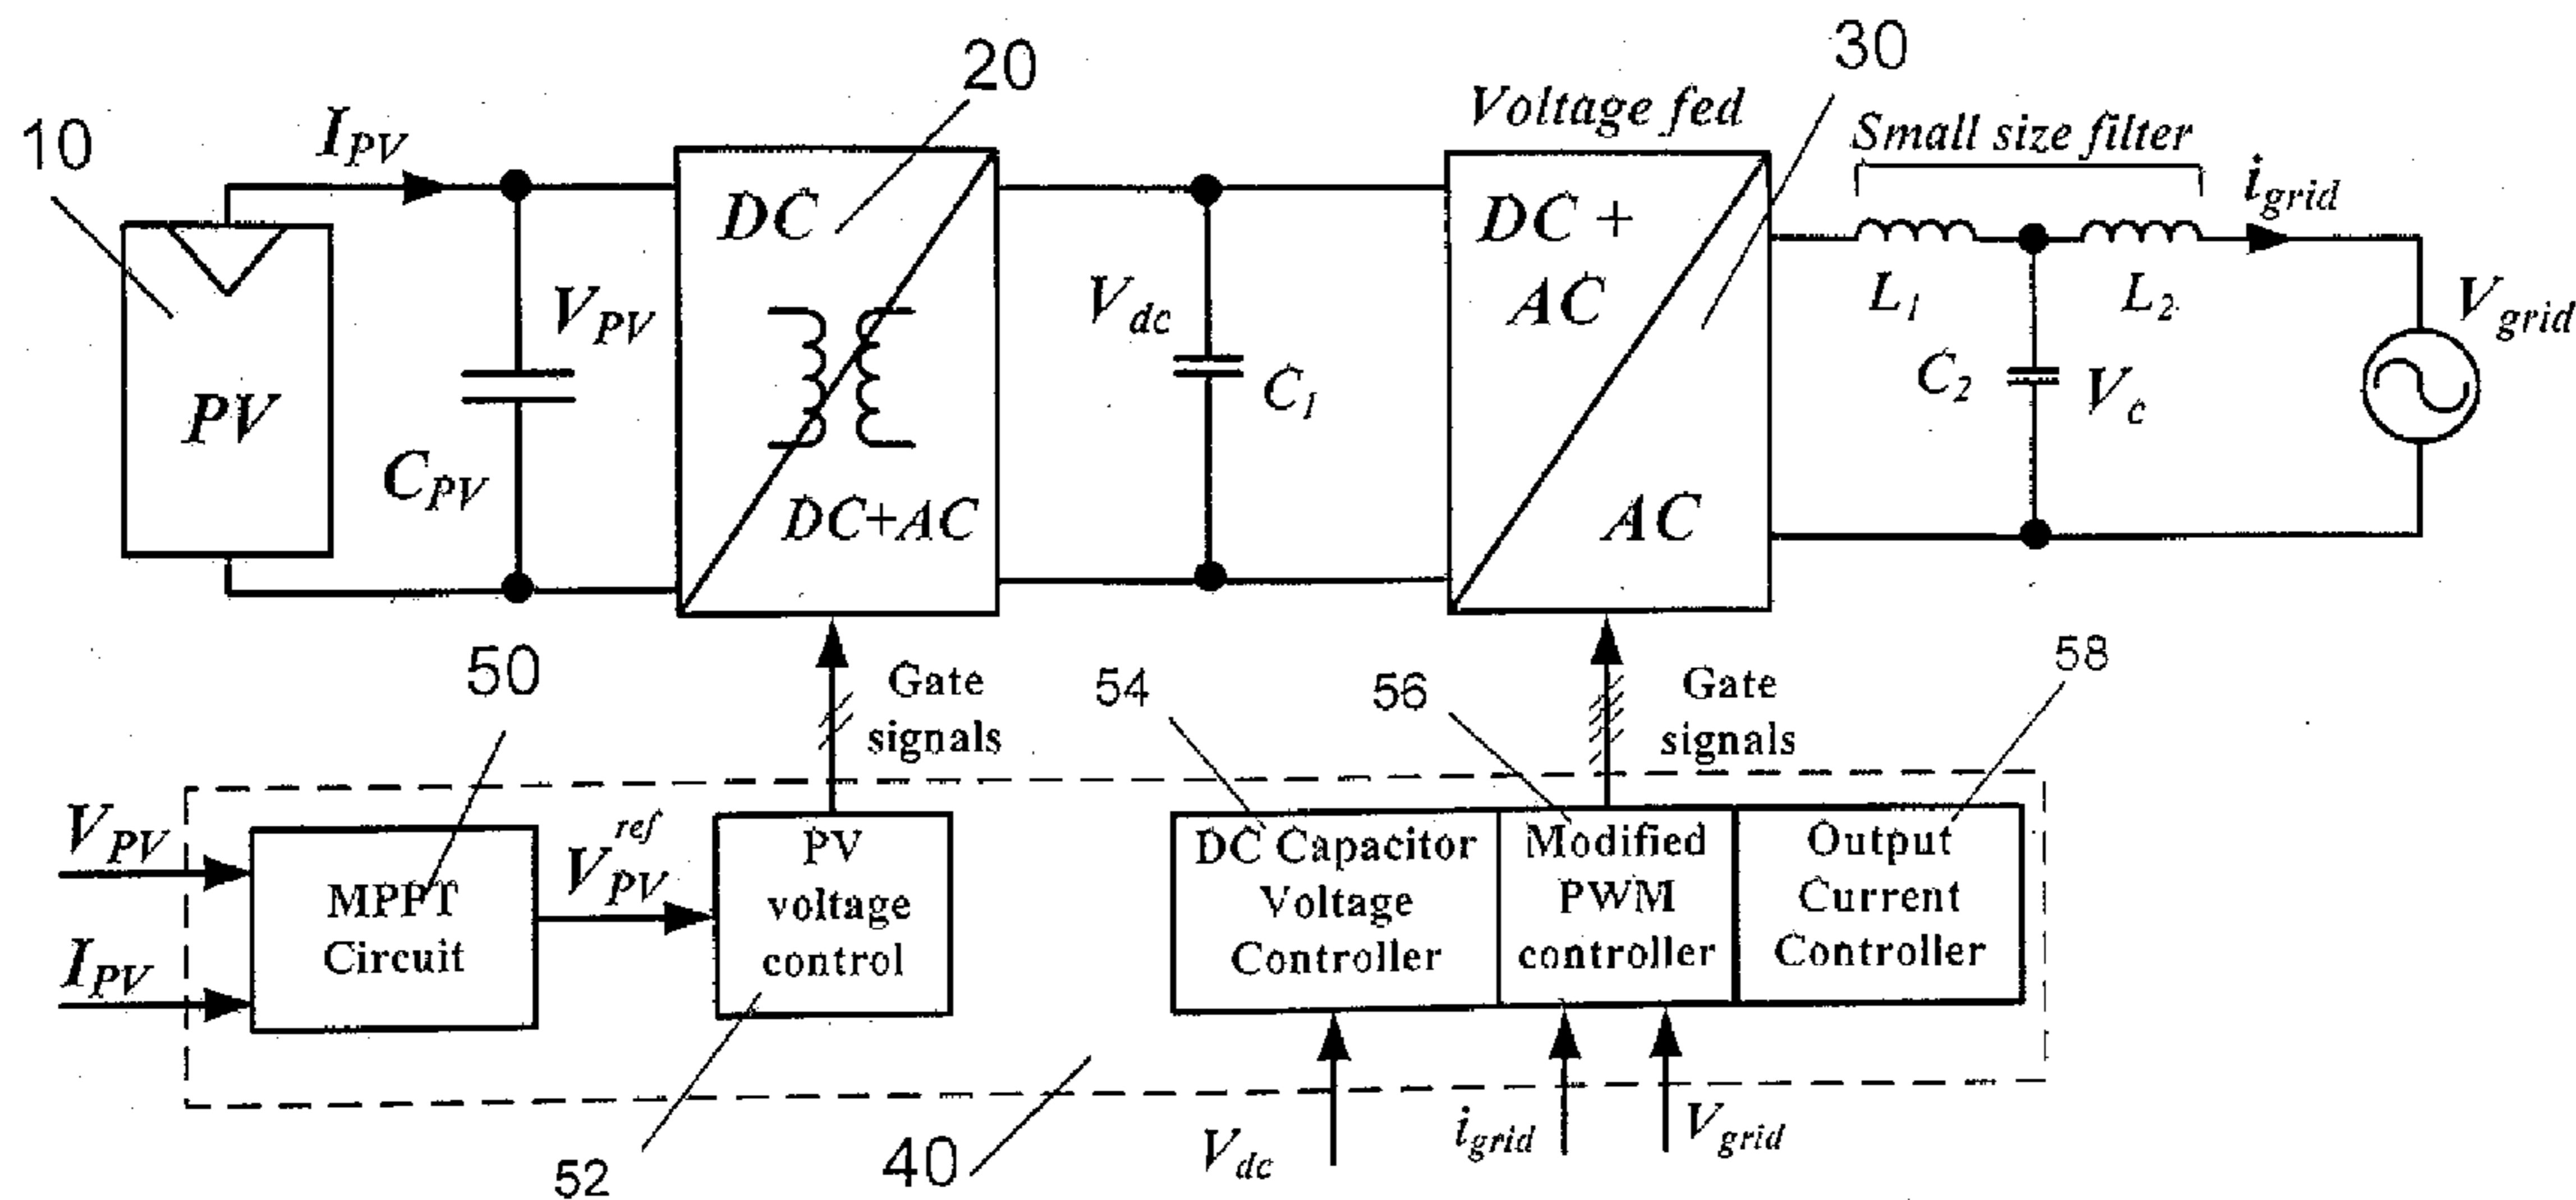 10
I_PV
20
Voltage fed
30
Small size filter
i_grid
PV
V_PV
C_PV
DC
DC+AC
V_dc
C_1
DC +
AC
AC
L_1
L_2
C_2
V_c
V_grid
50
Gate
signals
54
56
Gate
signals
58
V_PV
I_PV
MPPT
Circuit
V_PV^ref
PV
voltage
control
DC Capacitor
Voltage
Controller
Modified
PWM
controller
Output
Current
Controller
52
40
V_dc
i_grid
V_grid